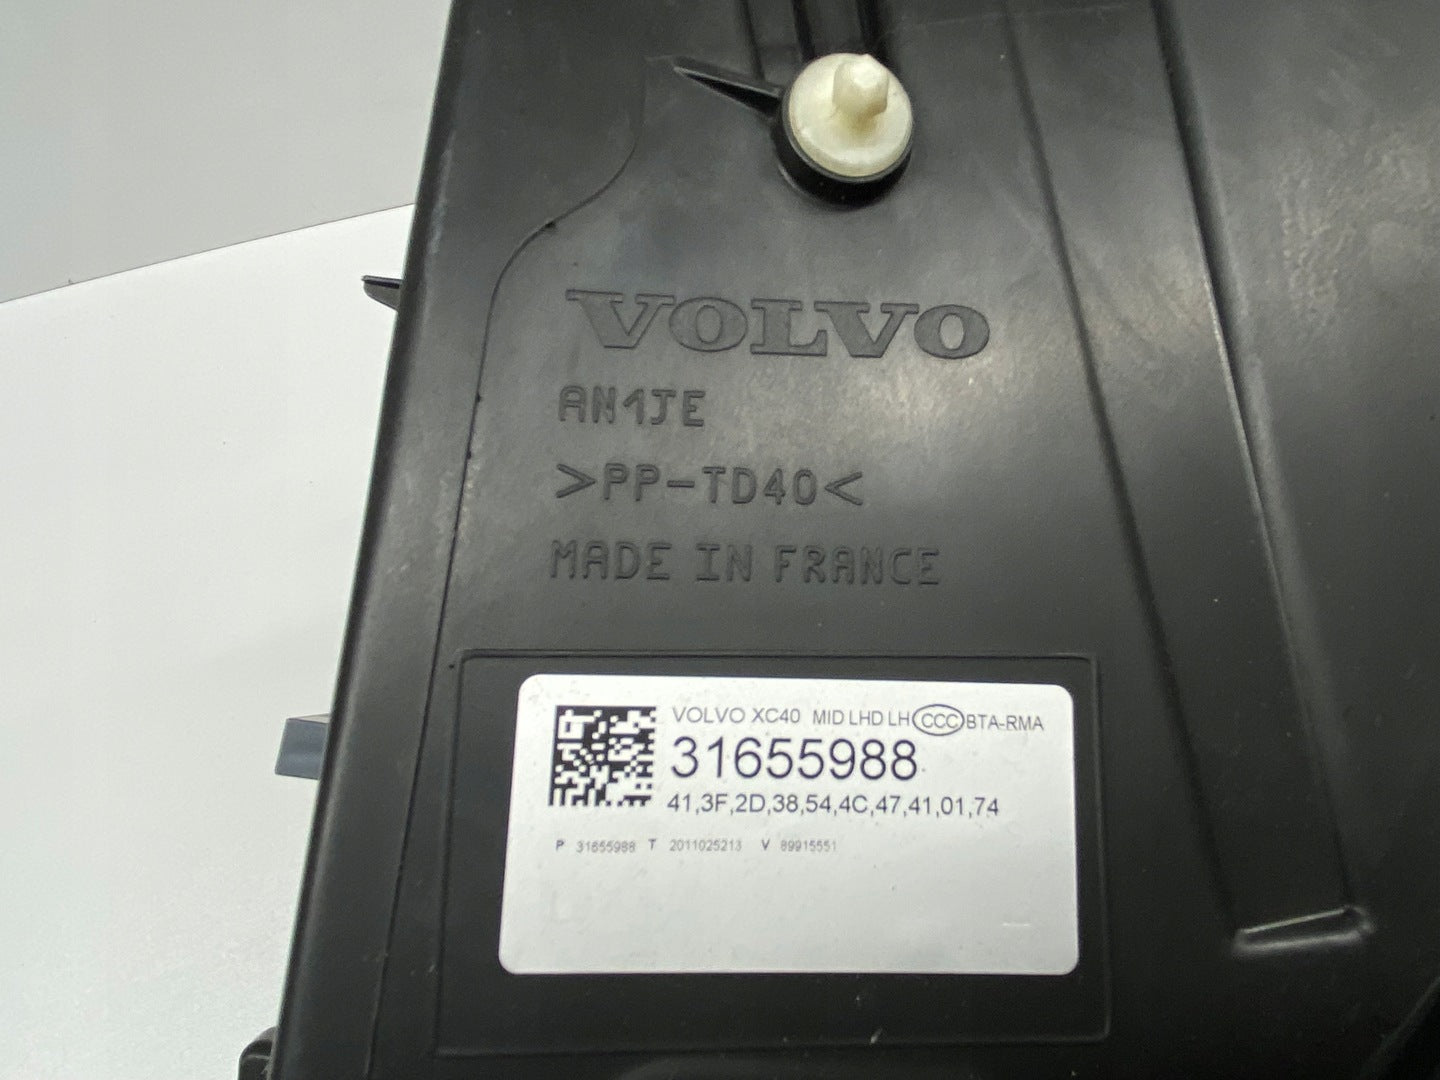 VOLVO
AN1JE
>PP-TD40<
MADE IN FRANCE
VOLVO XC40 MID LHD LH CCC BTA-RMA
31655988
41,3F,2D,38,54,4C,47,41,01,74
P 31655988 T 2011025213 V 89915551